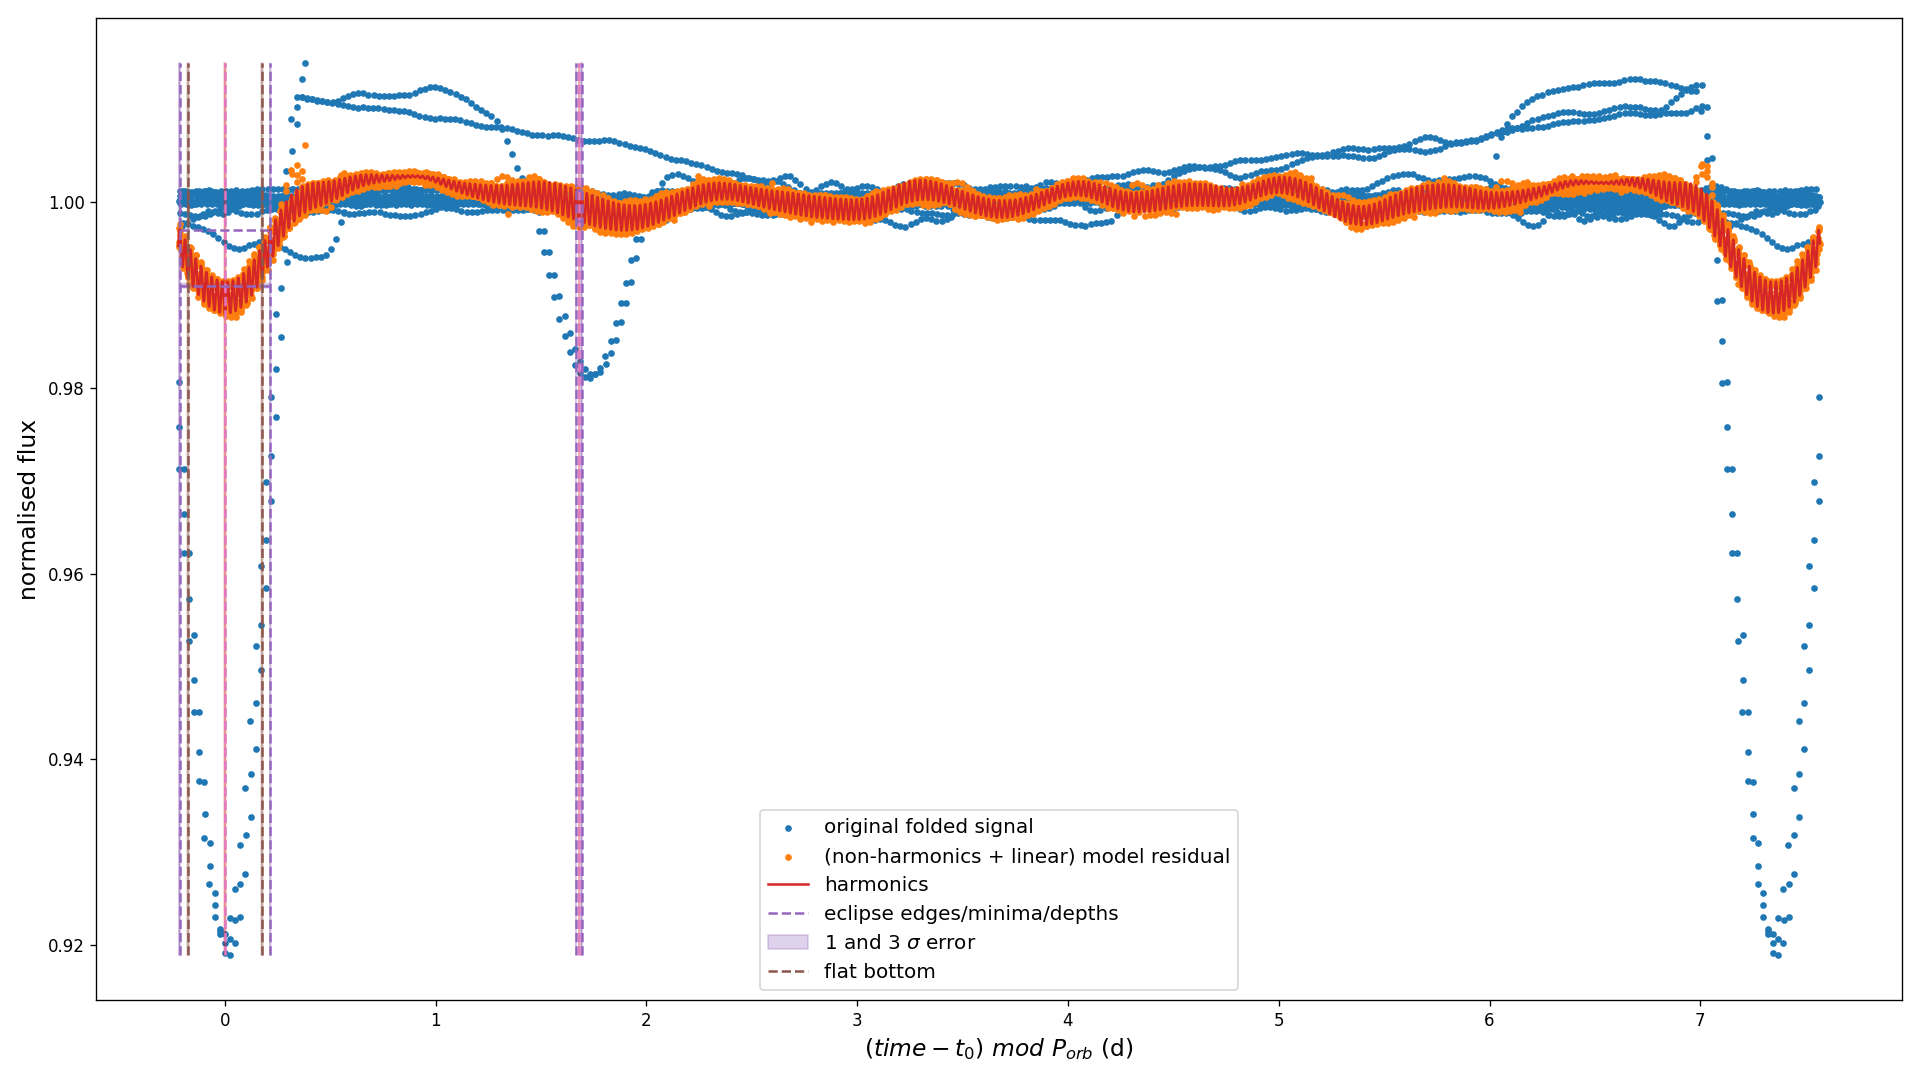 normalised flux
1.00
0.98
0.96
0.94
0.92
original folded signal
(non-harmonics + linear) model residual
harmonics
eclipse edges/minima/depths
1 and 3 σ error
flat bottom
0 1 2 3 4 5 6 7
(time − t₀) mod Pₒᵣb (d)